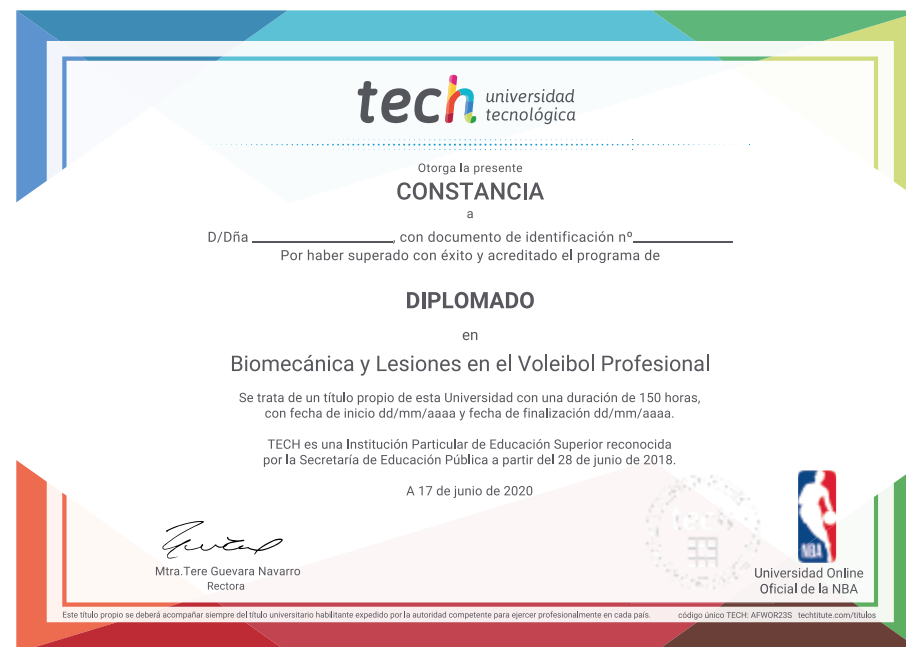 tech universidad
tecnológica
Otorga la presente
CONSTANCIA
a
D/Dña ____________________, con documento de identificación nº______________
Por haber superado con éxito y acreditado el programa de
DIPLOMADO
en
Biomecánica y Lesiones en el Voleibol Profesional
Se trata de un título propio de esta Universidad con una duración de 150 horas,
con fecha de inicio dd/mm/aaaa y fecha de finalización dd/mm/aaaa.
TECH es una Institución Particular de Educación Superior reconocida
por la Secretaría de Educación Pública a partir del 28 de junio de 2018.
A 17 de junio de 2020
tech
NBA
Mtra.Tere Guevara Navarro
Rectora
Universidad Online
Oficial de la NBA
Este título propio se deberá acompañar siempre del título universitario habilitante expedido por la autoridad competente para ejercer profesionalmente en cada país.
código único TECH: AFWOR23S techtitute.com/titulos